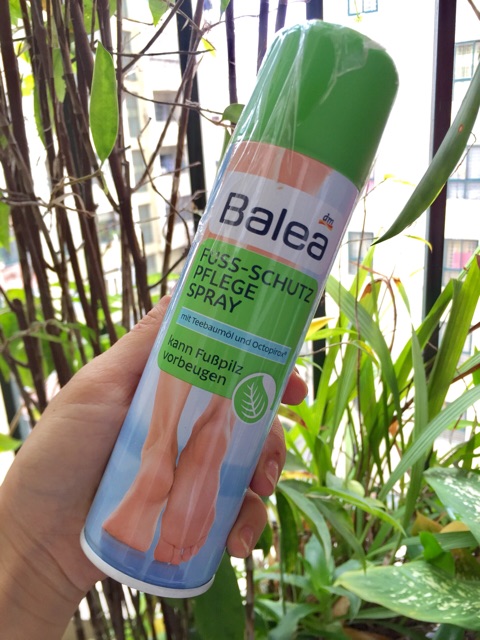 dm
Balea
FUSS-SCHUTZ
PFLEGE
SPRAY
mit Teebaumöl und Octopirox®
kann Fußpilz
vorbeugen